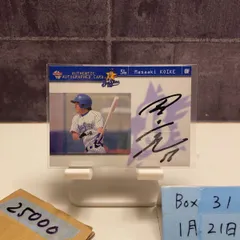 AUTHENTIC
AUTOGRAPHED CARD
Masaaki KOIKE
25000
Box 31
1月21日